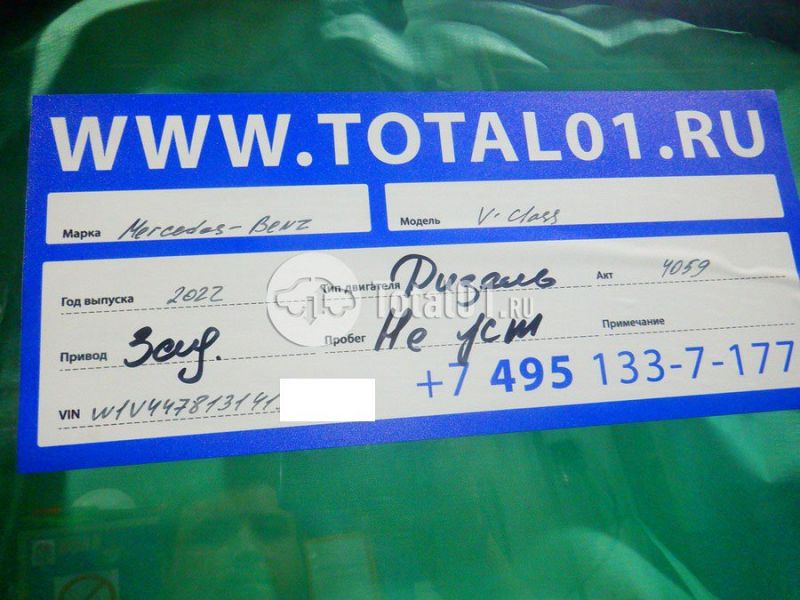 WWW.TOTAL01.RU
Марка Mercedes-Benz Модель V-Class
Год выпуска 2022 Тип двигателя Дизель Акт 4059
Total01.RU
Привод Зад. Пробег Не уст Примечание
+7 495 133-7-177
VIN W1V447813141